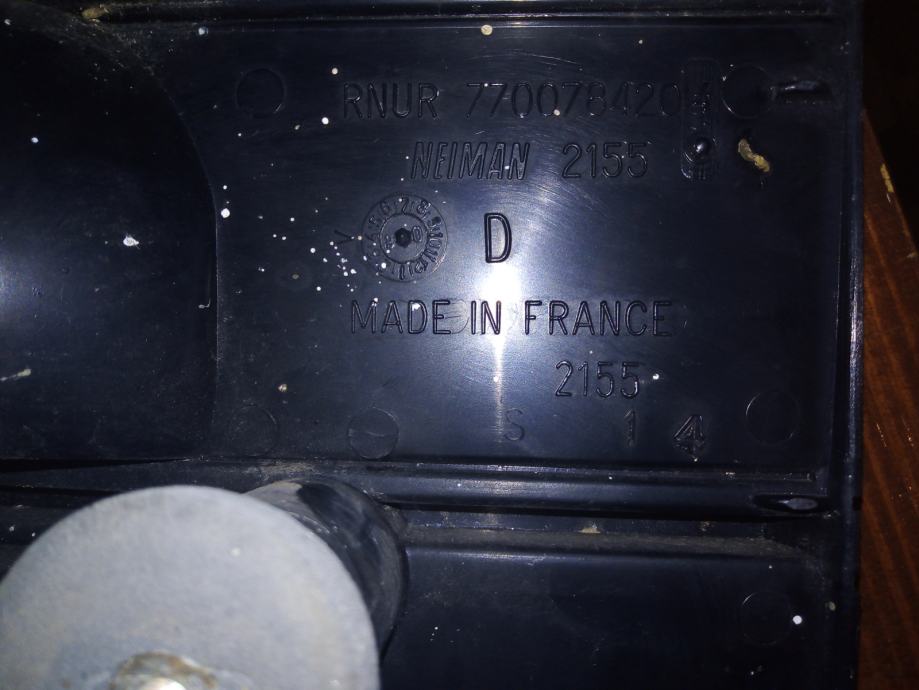 RNUR 7700784204
NEIMAN 2155
D
MADE IN FRANCE
2155
S 1 4